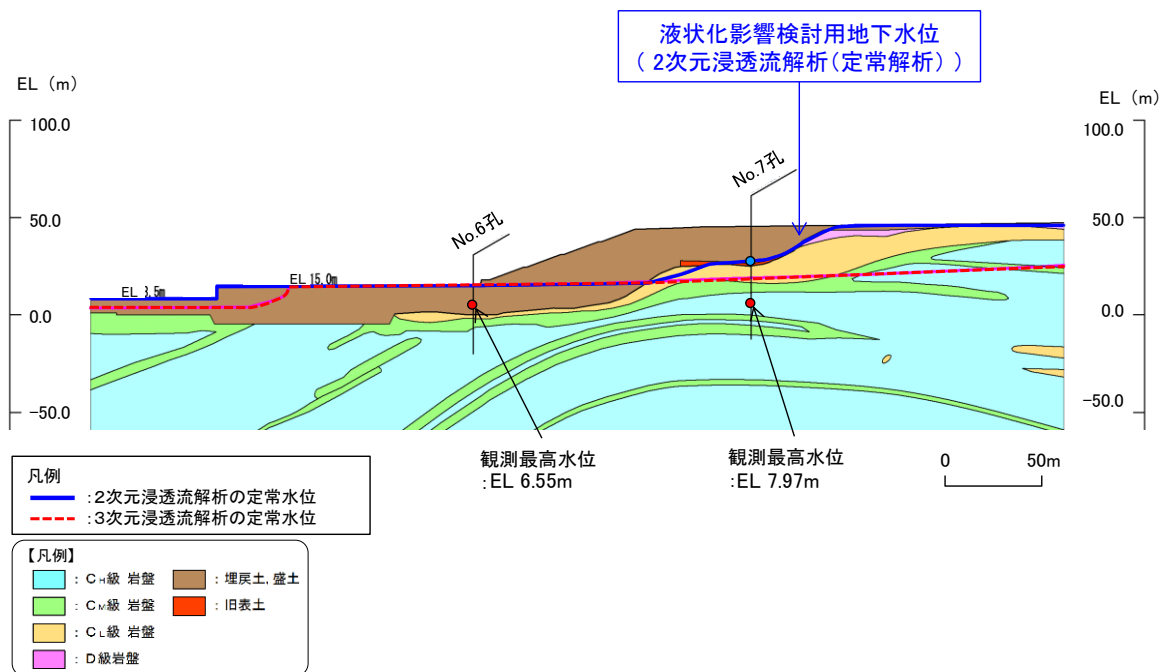 液状化影響検討用地下水位
( 2次元浸透流解析(定常解析) )
EL (m)
EL (m)
100.0
100.0
50.0
50.0
0.0
0.0
-50.0
-50.0
No.6孔
No.7孔
EL 15.0m
観測最高水位
:EL 6.55m
観測最高水位
:EL 7.97m
0 50m
凡例
:2次元浸透流解析の定常水位
:3次元浸透流解析の定常水位
【凡例】
: CH級 岩盤
: 埋戻土, 盛土
: CM級 岩盤
: 旧表土
: CL級 岩盤
: D級岩盤